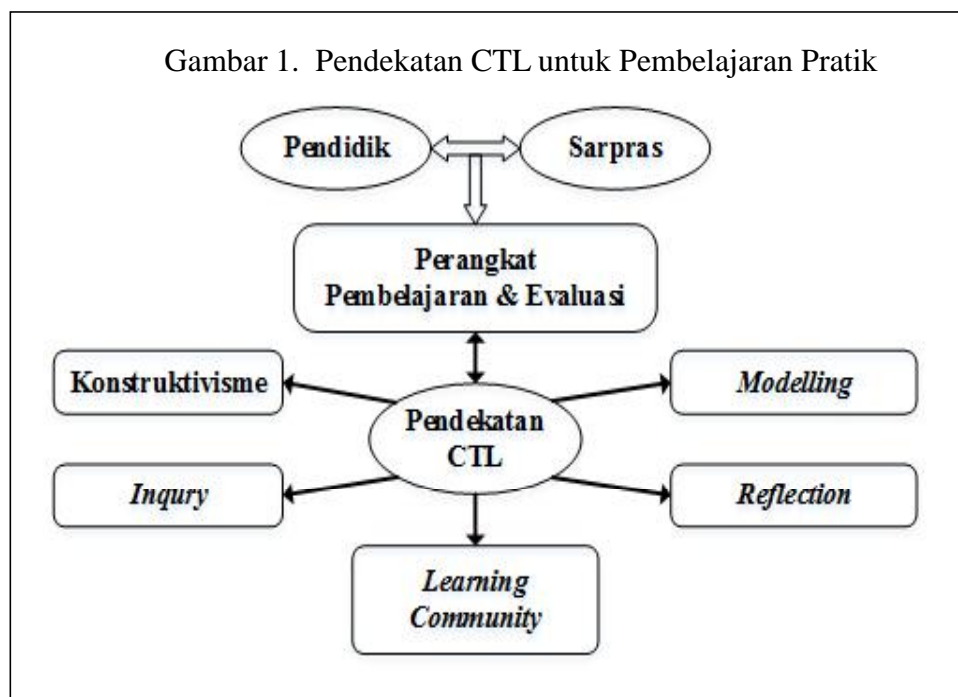 Gambar 1. Pendekatan CTL untuk Pembelajaran Pratik
Pendidik
Sarpras
Perangkat
Pembelajaran & Evaluasi
Konstruktivisme
Modelling
Pendekatan
CTL
Inqury
Reflection
Learning
Community